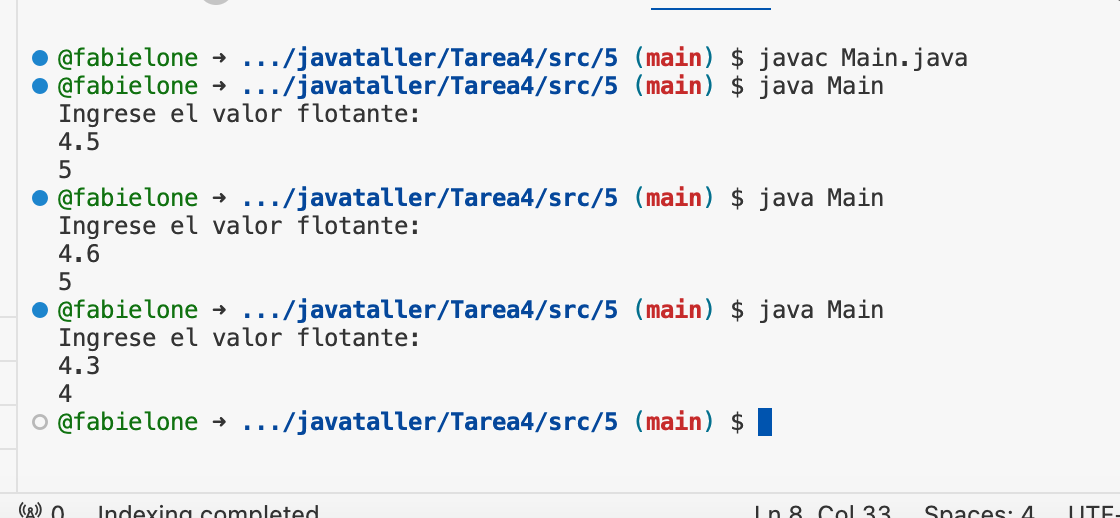 @fabielone ➜ .../javataller/Tarea4/src/5 (main) $ javac Main.java
@fabielone ➜ .../javataller/Tarea4/src/5 (main) $ java Main
Ingrese el valor flotante:
4.5
5
@fabielone ➜ .../javataller/Tarea4/src/5 (main) $ java Main
Ingrese el valor flotante:
4.6
5
@fabielone ➜ .../javataller/Tarea4/src/5 (main) $ java Main
Ingrese el valor flotante:
4.3
4
@fabielone ➜ .../javataller/Tarea4/src/5 (main) $
0 Indexing completed Ln 8, Col 33 Spaces: 4 UTF-